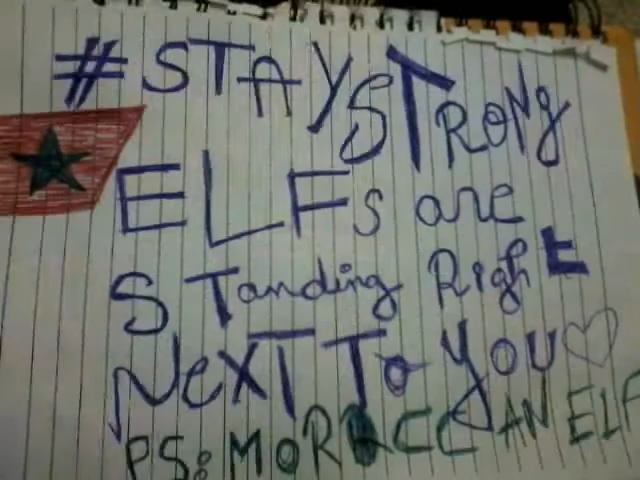 #STAYSTRONG
ELFs are
STanding Right
NeXT To you
PS: MOROCCAN ELF